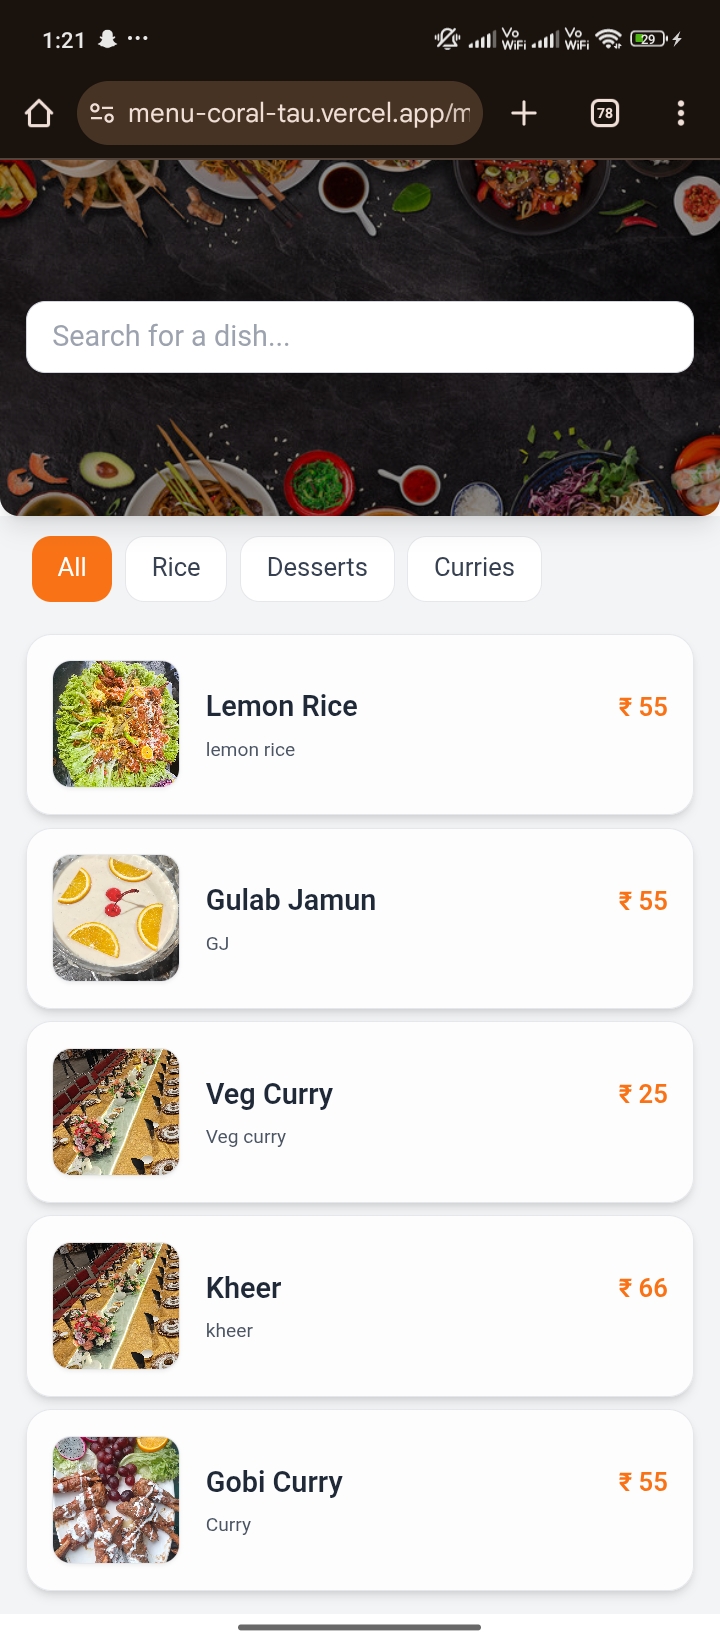 1:21
Vo WiFi
Vo WiFi
29
menu-coral-tau.vercel.app/m
78
Search for a dish...
All
Rice
Desserts
Curries
Lemon Rice
₹ 55
lemon rice
Gulab Jamun
₹ 55
GJ
Veg Curry
₹ 25
Veg curry
Kheer
₹ 66
kheer
Gobi Curry
₹ 55
Curry